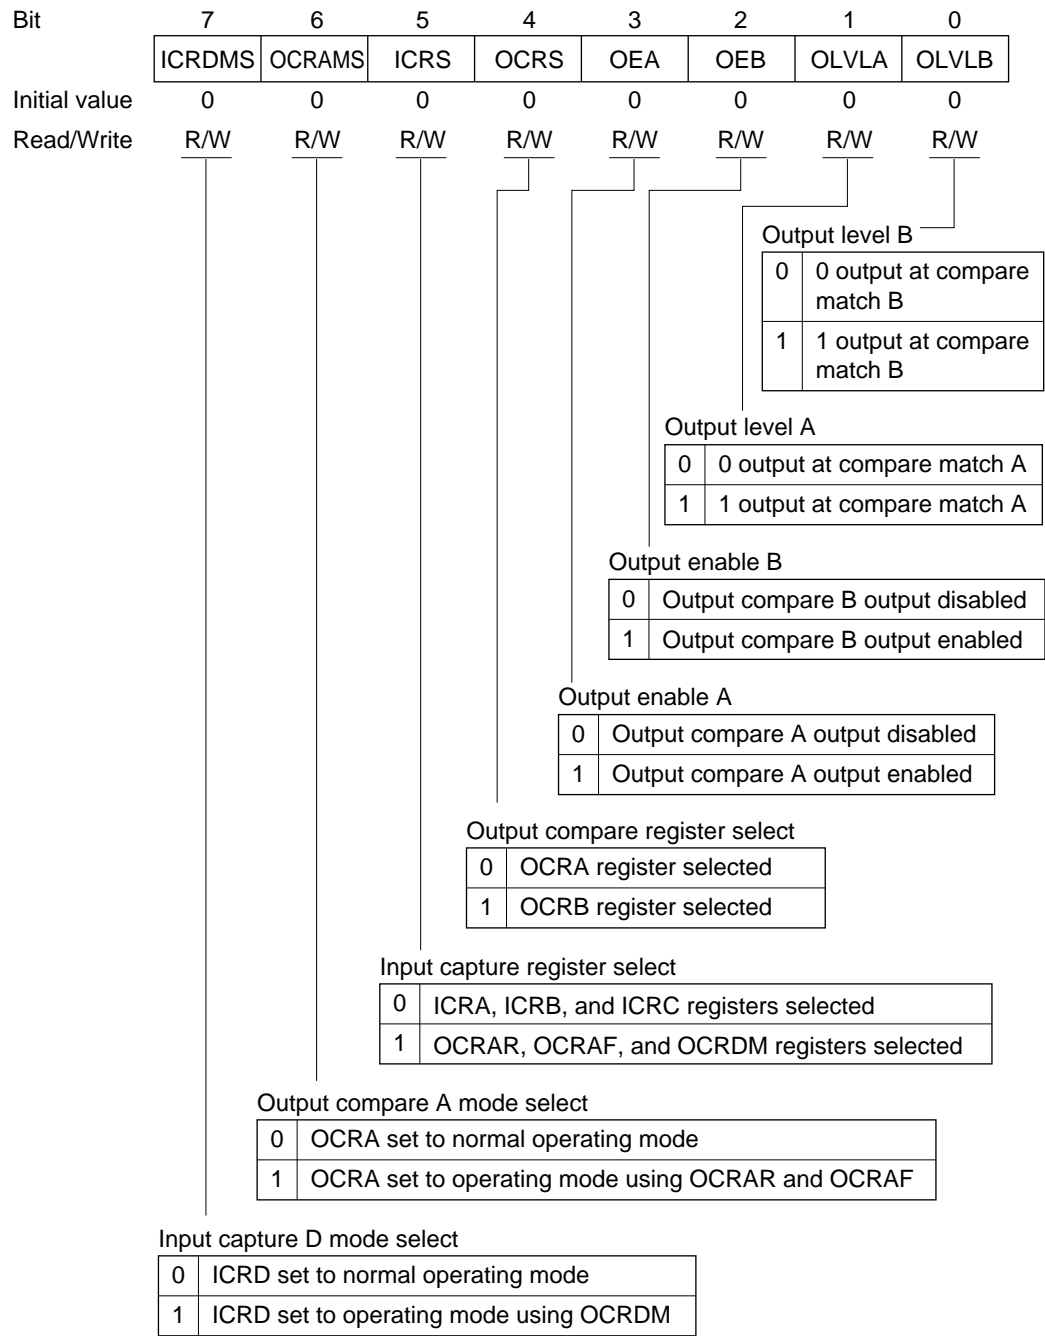 Bit 7 6 5 4 3 2 1 0
ICRDMS OCRAMS ICRS OCRS OEA OEB OLVLA OLVLB
Initial value 0 0 0 0 0 0 0 0
Read/Write R/W R/W R/W R/W R/W R/W R/W R/W
Output level B
0 0 output at compare
match B
1 1 output at compare
match B
Output level A
0 0 output at compare match A
1 1 output at compare match A
Output enable B
0 Output compare B output disabled
1 Output compare B output enabled
Output enable A
0 Output compare A output disabled
1 Output compare A output enabled
Output compare register select
0 OCRA register selected
1 OCRB register selected
Input capture register select
0 ICRA, ICRB, and ICRC registers selected
1 OCRAR, OCRAF, and OCRDM registers selected
Output compare A mode select
0 OCRA set to normal operating mode
1 OCRA set to operating mode using OCRAR and OCRAF
Input capture D mode select
0 ICRD set to normal operating mode
1 ICRD set to operating mode using OCRDM